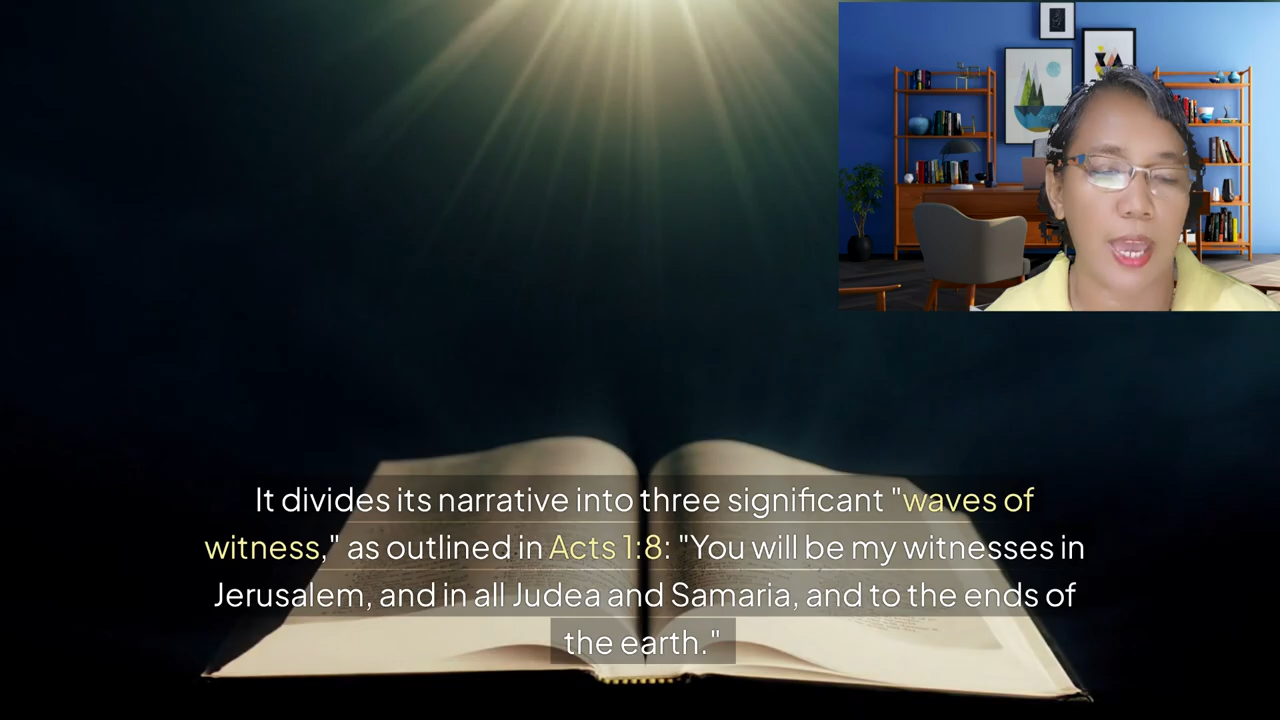 It divides its narrative into three significant "waves of
witness," as outlined in Acts 1:8: "You will be my witnesses in
Jerusalem, and in all Judea and Samaria, and to the ends of
the earth."